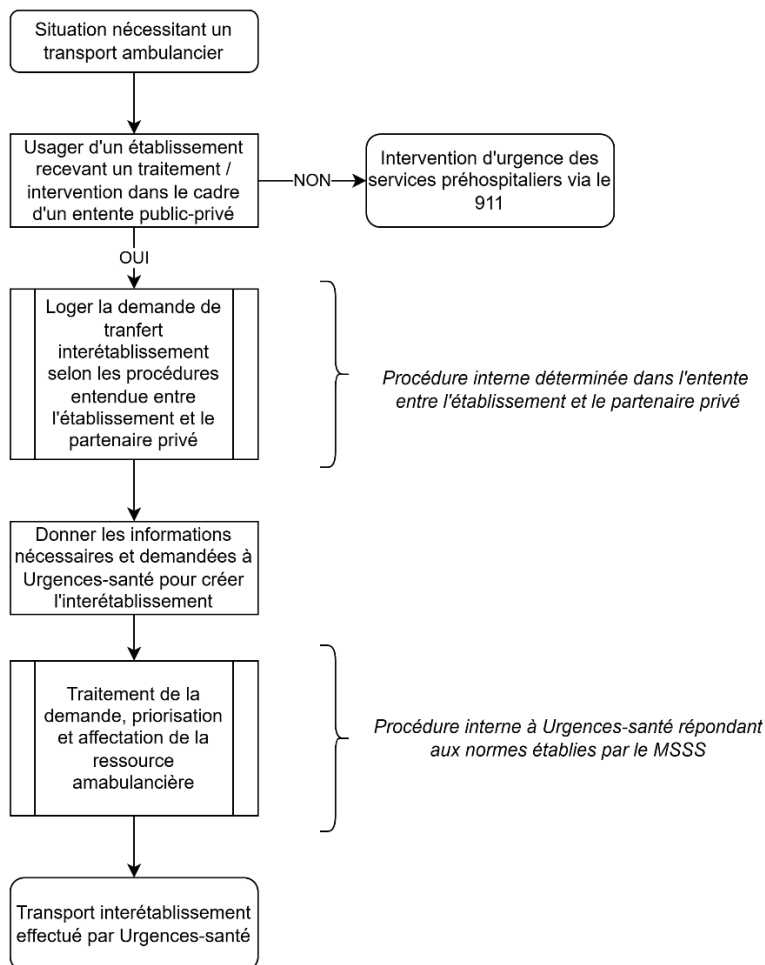 Situation nécessitant un
transport ambulancier
Usager d'un établissement
recevant un traitement /
intervention dans le cadre
d'un entente public-privé
NON
Intervention d'urgence des
services préhospitaliers via le
911
OUI
Loger la demande de
tranfert
interétablissement
selon les procédures
entendue entre
l'établissement et le
partenaire privé
Procédure interne déterminée dans l'entente
entre l'établissement et le partenaire privé
Donner les informations
nécessaires et demandées à
Urgences-santé pour créer
l'interétablissement
Traitement de la
demande, priorisation
et affectation de la
ressource
amabulancière
Procédure interne à Urgences-santé répondant
aux normes établies par le MSSS
Transport interétablissement
effectué par Urgences-santé